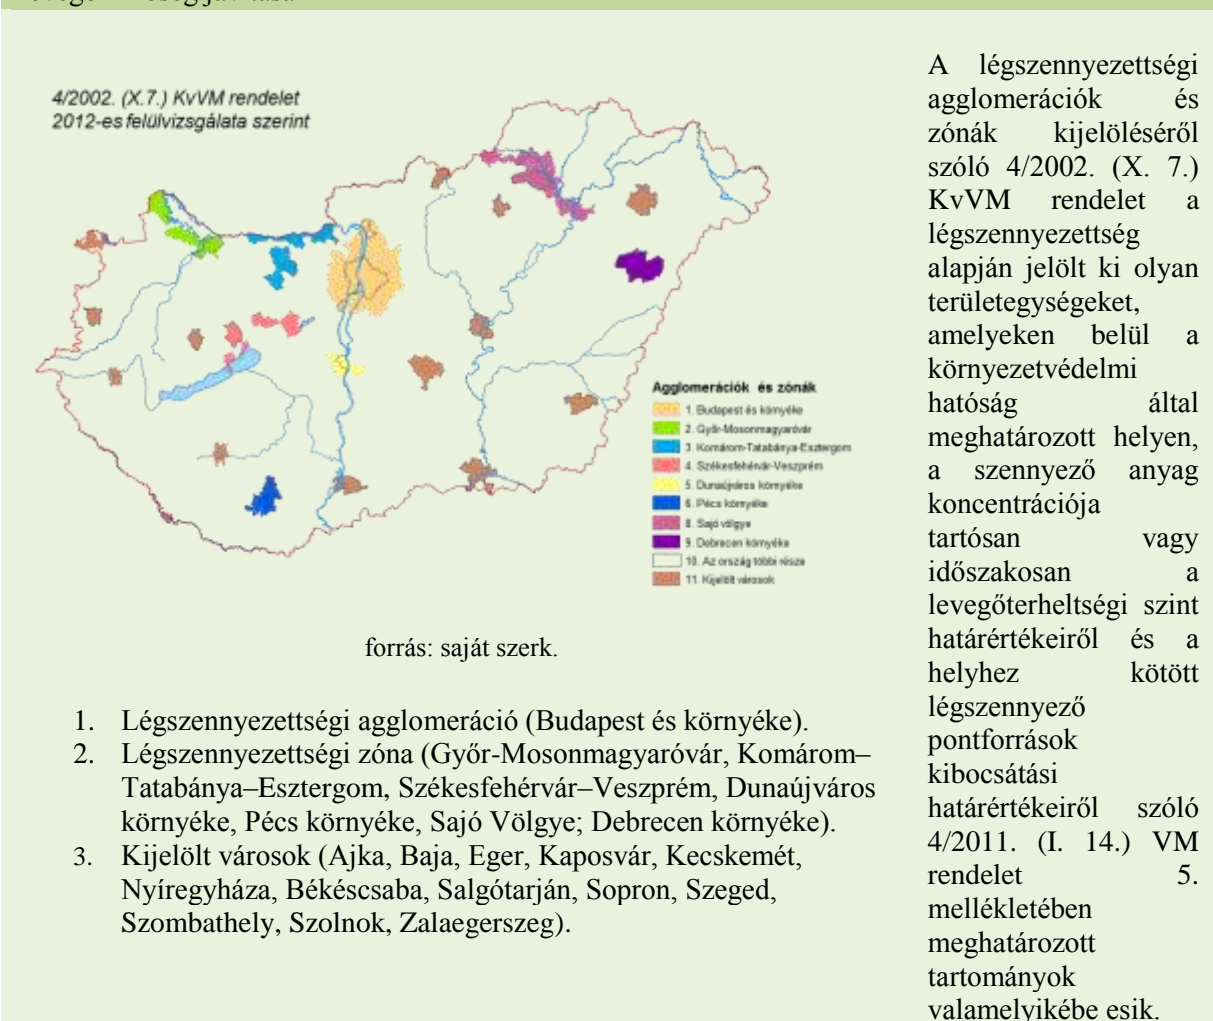 4/2002. (X.7.) KvVM rendelet
2012-es felülvizsgálata szerint
Agglomerációk és zónák
1. Budapest és környéke
2. Győr-Mosonmagyaróvár
3. Komárom-Tatabánya-Esztergom
4. Székesfehérvár-Veszprém
5. Dunaújváros környéke
6. Pécs környéke
8. Sajó völgye
9. Debrecen környéke
10. Az ország többi része
11. Kijelölt városok
forrás: saját szerk.
1. Légszennyezettségi agglomeráció (Budapest és környéke).
2. Légszennyezettségi zóna (Győr-Mosonmagyaróvár, Komárom–
Tatabánya–Esztergom, Székesfehérvár–Veszprém, Dunaújváros
környéke, Pécs környéke, Sajó Völgye; Debrecen környéke).
3. Kijelölt városok (Ajka, Baja, Eger, Kaposvár, Kecskemét,
Nyíregyháza, Békéscsaba, Salgótarján, Sopron, Szeged,
Szombathely, Szolnok, Zalaegerszeg).
A légszennyezettségi
agglomerációk és
zónák kijelöléséről
szóló 4/2002. (X. 7.)
KvVM rendelet a
légszennyezettség
alapján jelölt ki olyan
területegységeket,
amelyeken belül a
környezetvédelmi
hatóság által
meghatározott helyen,
a szennyező anyag
koncentrációja
tartósan vagy
időszakosan a
levegőterheltségi szint
határértékeiről és a
helyhez kötött
légszennyező
pontforrások
kibocsátási
határértékeiről szóló
4/2011. (I. 14.) VM
rendelet 5.
mellékletében
meghatározott
tartományok
valamelyikébe esik.